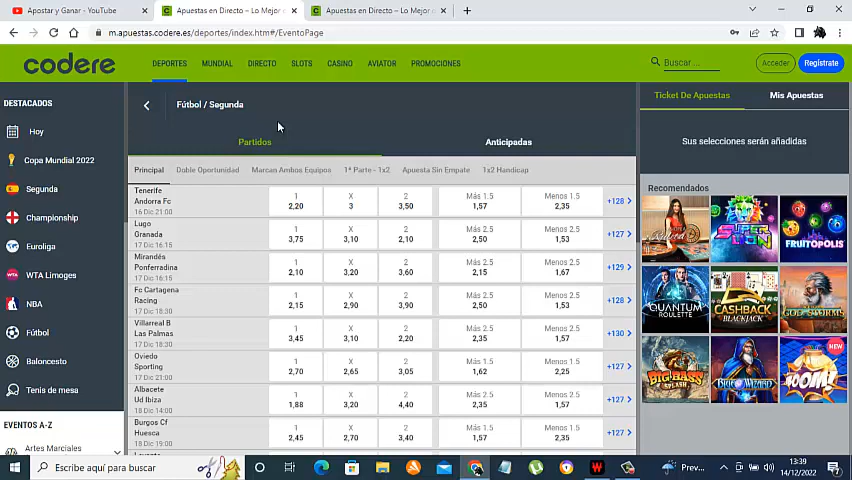 Apostar y Ganar - YouTube
Apuestas en Directo – Lo Mejor
Apuestas en Directo – Lo Mejor
m.apuestas.codere.es/deportes/index.htm#/EventoPage
codere
DEPORTES MUNDIAL DIRECTO SLOTS CASINO AVIATOR PROMOCIONES
Buscar ...
Acceder
Regístrate
DESTACADOS
Hoy
Copa Mundial 2022
Segunda
Championship
Euroliga
WTA Limoges
NBA
Fútbol
Baloncesto
Tenis de mesa
EVENTOS A-Z
Artes Marciales
Fútbol / Segunda
Partidos Anticipadas
Principal Doble Oportunidad Marcan Ambos Equipos 1ª Parte - 1x2 Apuesta Sin Empate 1x2 Handicap
Tenerife
Andorra Fc
16 Dic 21:00
1 X 2 Más 1.5 Menos 1.5
2,20 3 3,50 1,57 2,35
+128
Lugo
Granada
17 Dic 16:15
1 X 2 Más 2.5 Menos 2.5
3,75 3,10 2,10 2,50 1,53
+127
Mirandés
Ponferradina
17 Dic 16:15
1 X 2 Más 2.5 Menos 2.5
2,10 3,20 3,60 2,15 1,67
+129
Fc Cartagena
Racing
17 Dic 18:30
1 X 2 Más 2.5 Menos 2.5
2,15 2,90 3,90 2,50 1,53
+128
Villarreal B
Las Palmas
17 Dic 18:30
1 X 2 Más 2.5 Menos 2.5
3,45 3,10 2,20 2,35 1,57
+130
Oviedo
Sporting
17 Dic 21:00
1 X 2 Más 1.5 Menos 1.5
2,70 2,65 3,05 1,62 2,25
+127
Albacete
Ud Ibiza
18 Dic 14:00
1 X 2 Más 2.5 Menos 2.5
1,88 3,20 4,40 2,35 1,57
+127
Burgos Cf
Huesca
18 Dic 19:00
1 X 2 Más 1.5 Menos 1.5
2,45 2,70 3,40 1,57 2,35
+127
Ticket De Apuestas Mis Apuestas
Sus selecciones serán añadidas
Recomendados
FRUITOPOLIS
QUANTUM
ROULETTE
CASHBACK
BLACKJACK
GOD STORMS
BIG BASS
SPLASH
BLUE WIZARD
NEW
Escribe aquí para buscar
Prev...
13:39
14/12/2022